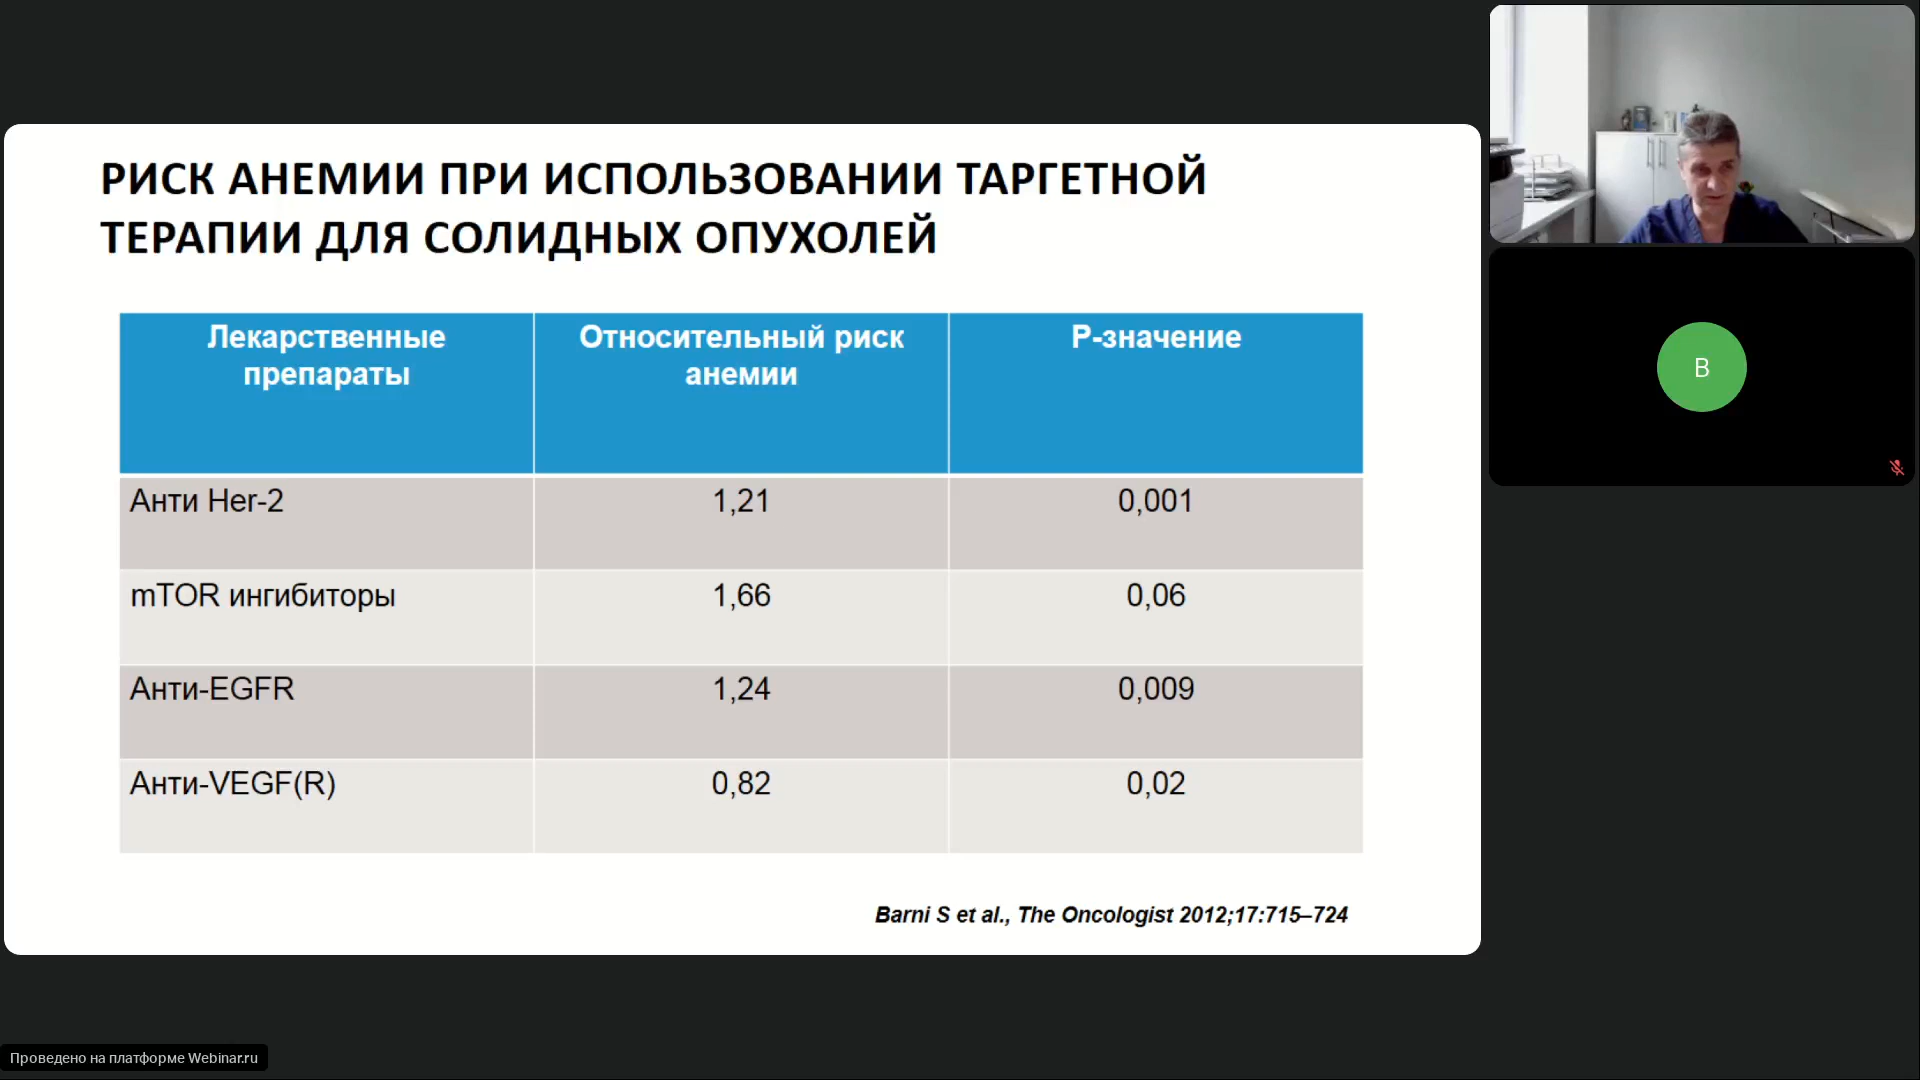 РИСК АНЕМИИ ПРИ ИСПОЛЬЗОВАНИИ ТАРГЕТНОЙ
ТЕРАПИИ ДЛЯ СОЛИДНЫХ ОПУХОЛЕЙ
Лекарственные
препараты
Относительный риск
анемии
Р-значение
Анти Her-2
1,21
0,001
mTOR ингибиторы
1,66
0,06
Анти-EGFR
1,24
0,009
Анти-VEGF(R)
0,82
0,02
Barni S et al., The Oncologist 2012;17:715–724
В
Проведено на платформе Webinar.ru